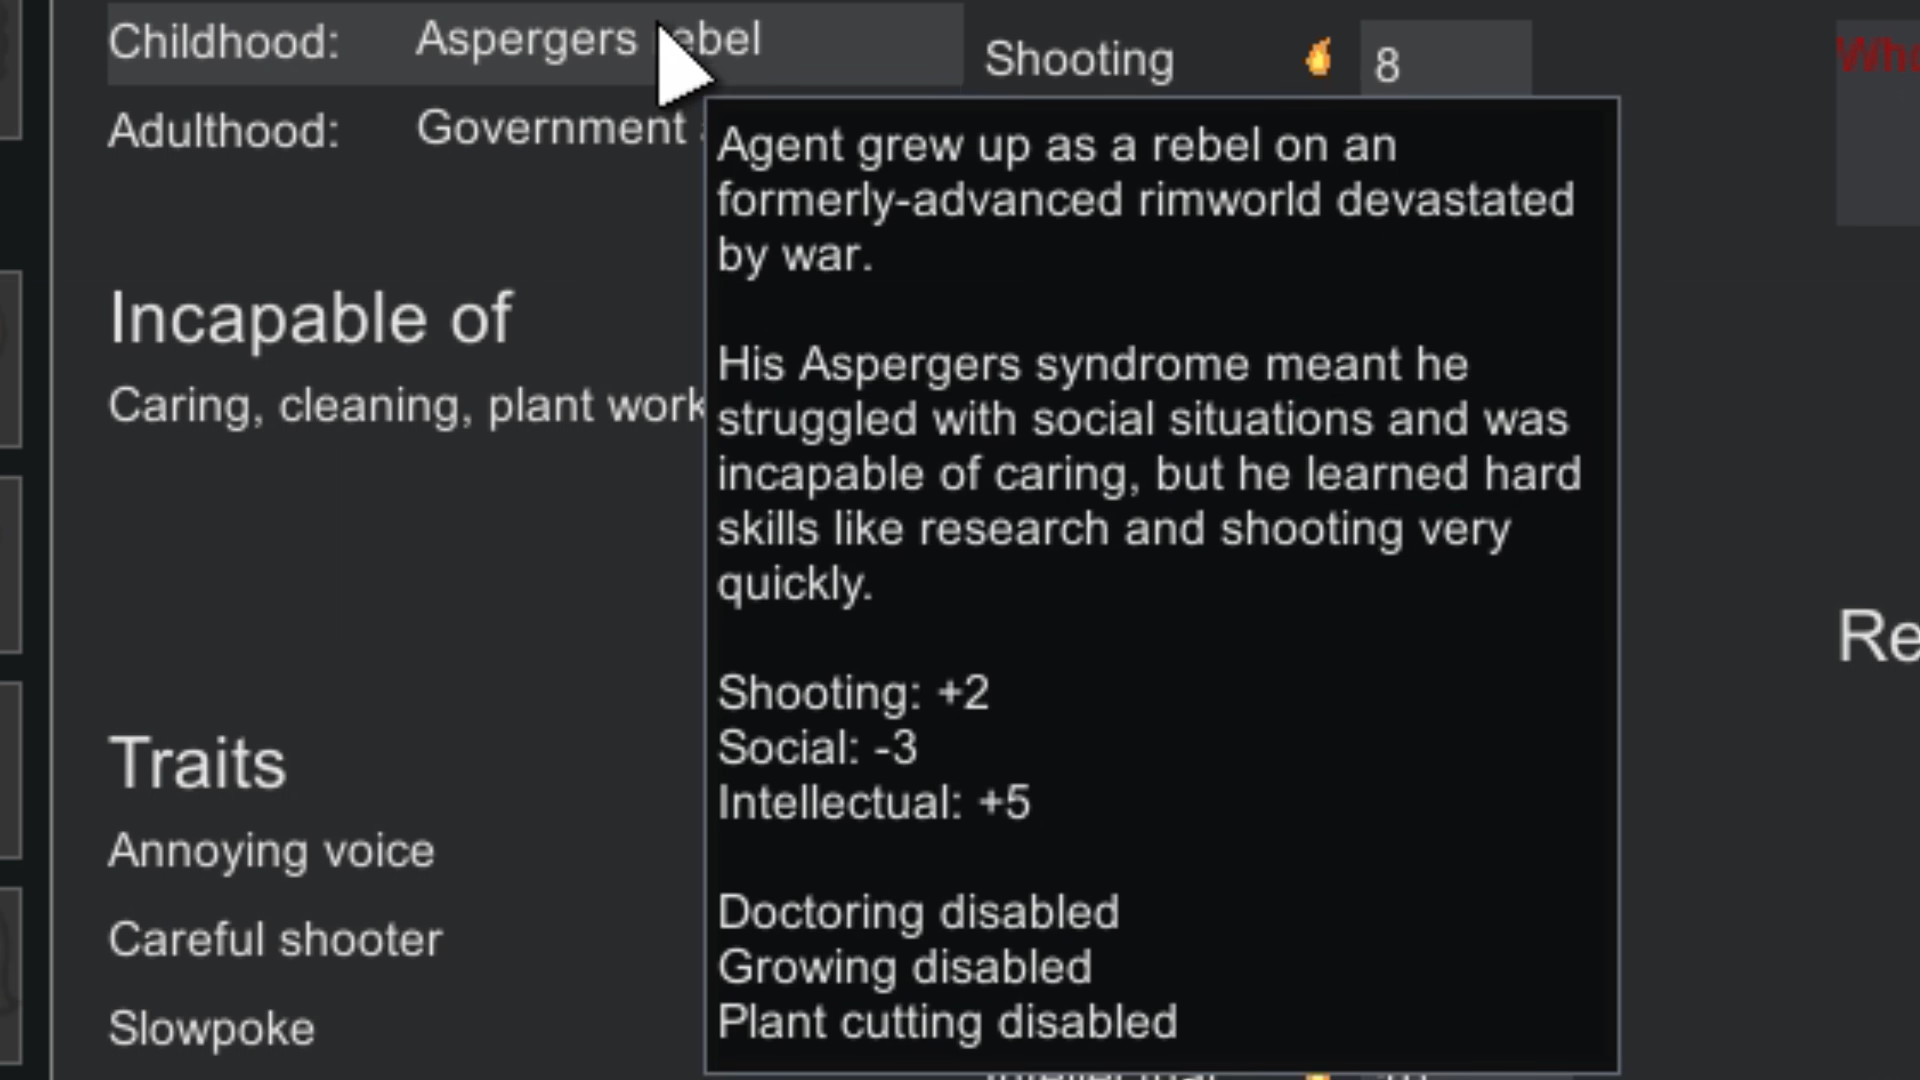 Childhood: Aspergers rebel
Shooting 8
Adulthood: Government
Agent grew up as a rebel on an
formerly-advanced rimworld devastated
by war.
His Aspergers syndrome meant he
struggled with social situations and was
incapable of caring, but he learned hard
skills like research and shooting very
quickly.
Shooting: +2
Social: -3
Intellectual: +5
Doctoring disabled
Growing disabled
Plant cutting disabled
Incapable of
Caring, cleaning, plant work
Traits
Annoying voice
Careful shooter
Slowpoke
Re